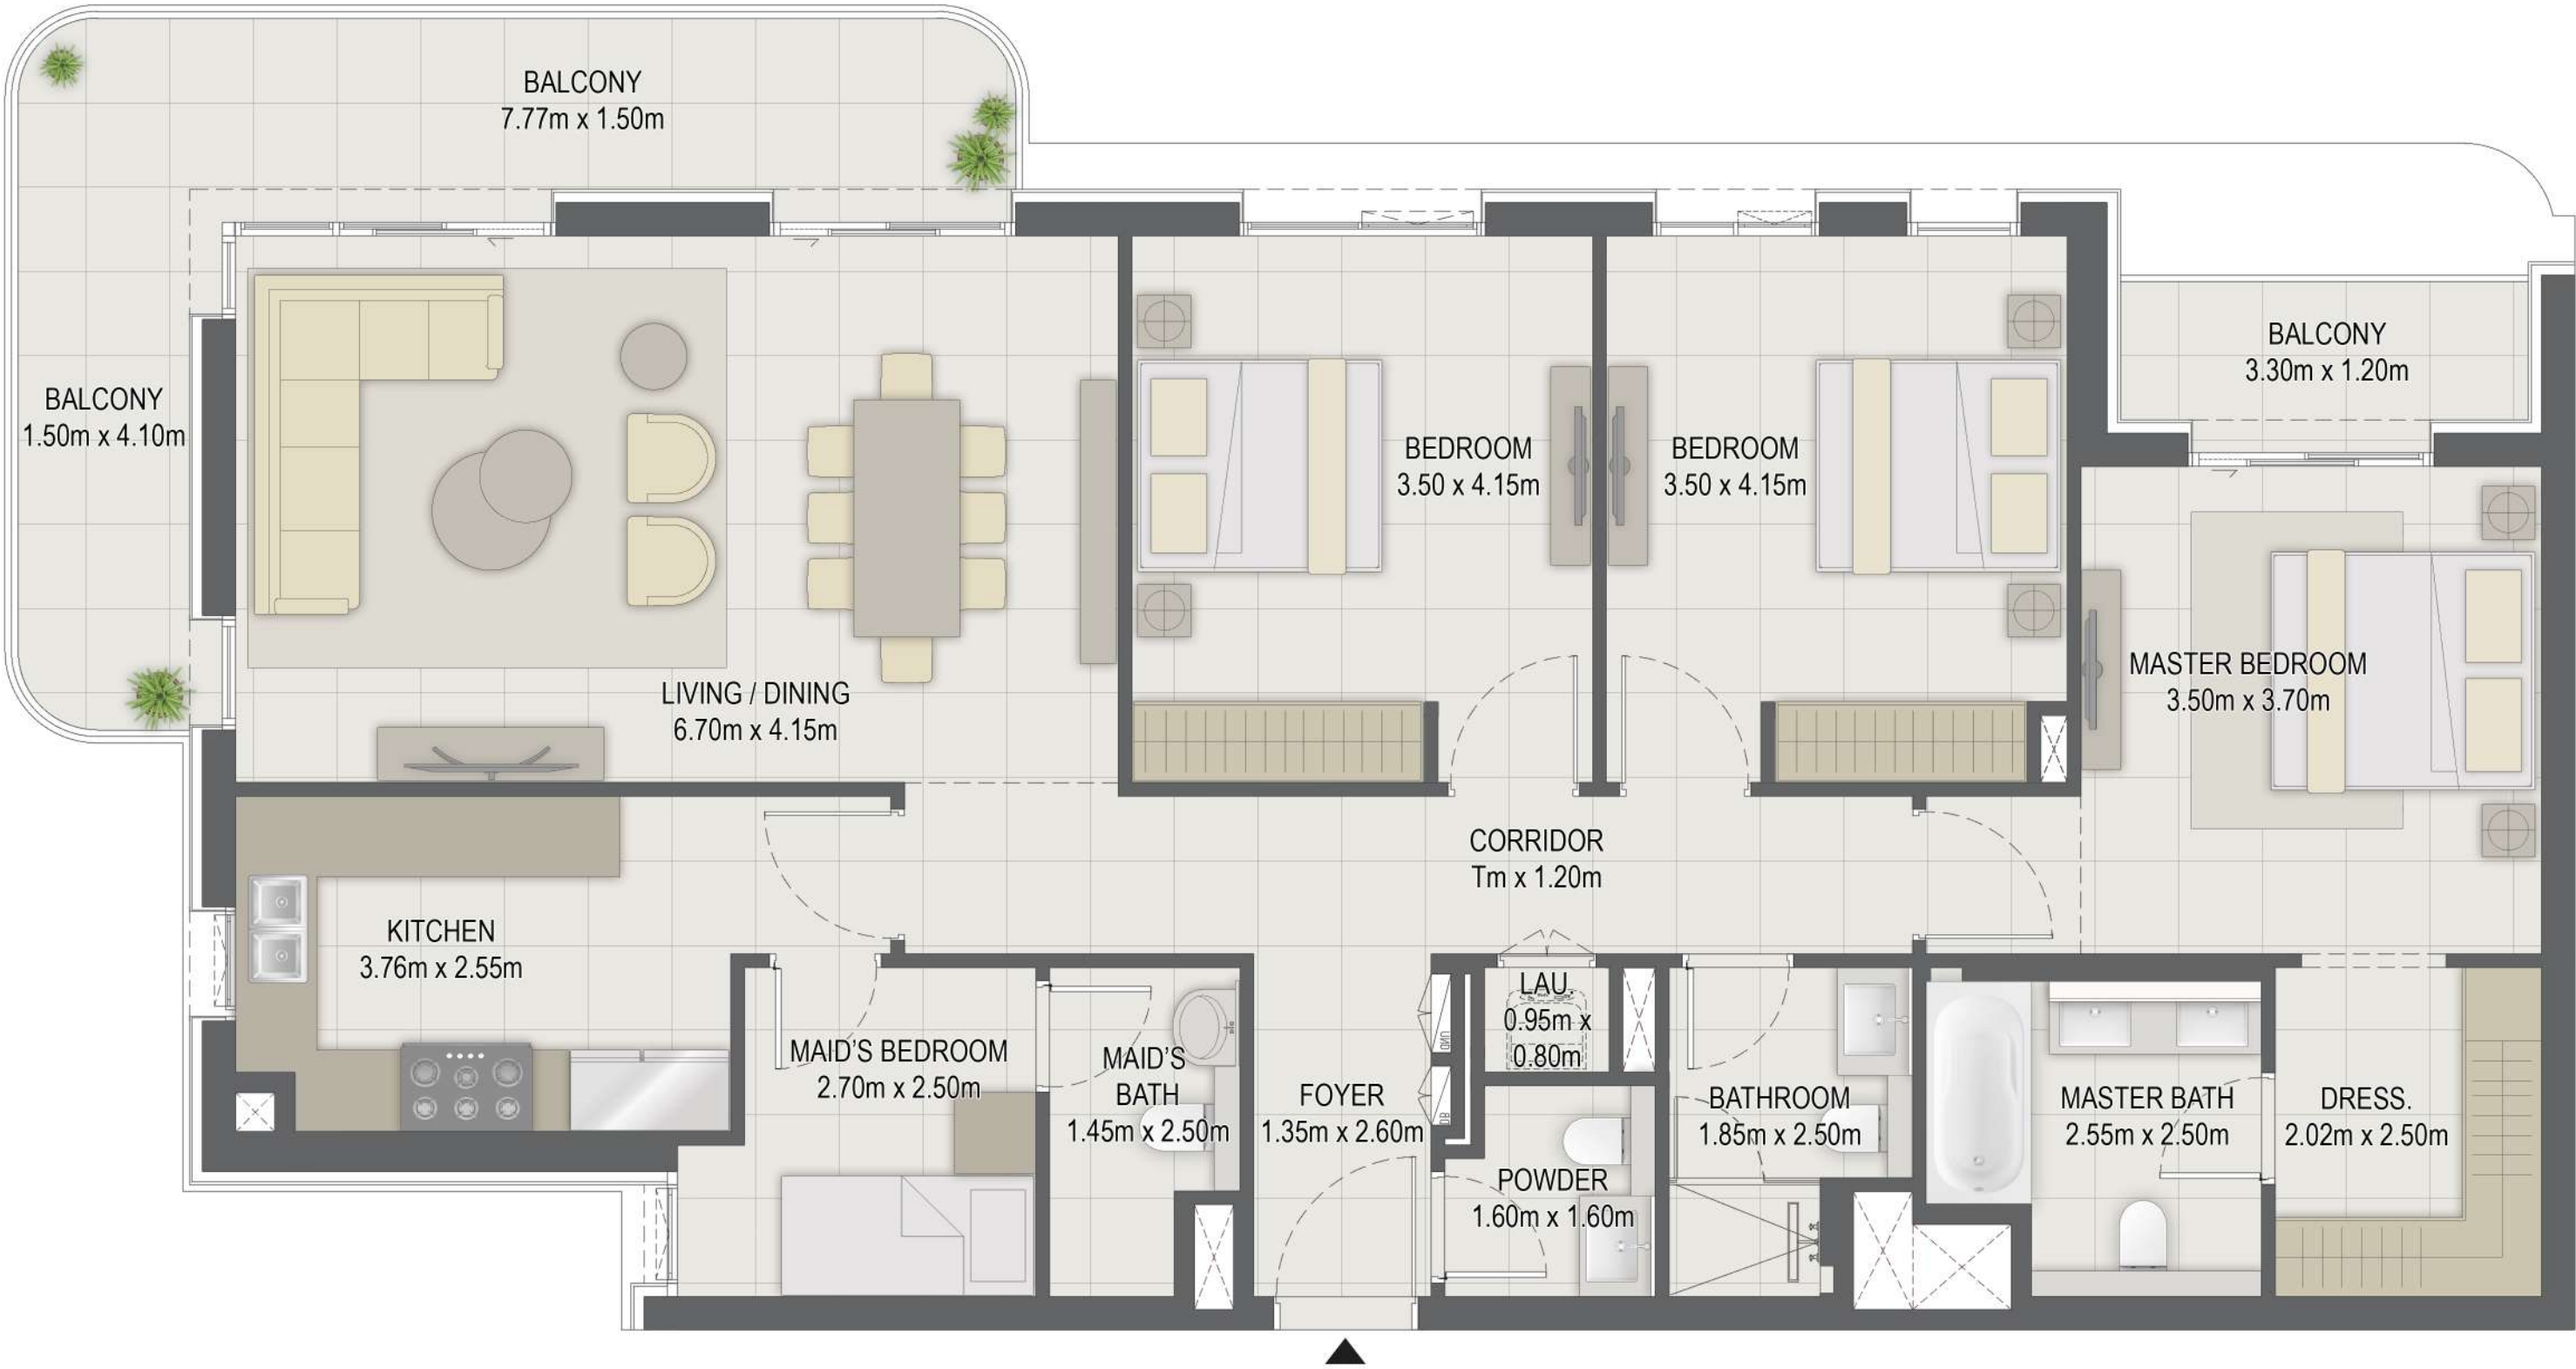 BALCONY
7.77m x 1.50m
BALCONY
3.30m x 1.20m
BALCONY
1.50m x 4.10m
BEDROOM
3.50 x 4.15m
BEDROOM
3.50 x 4.15m
MASTER BEDROOM
3.50m x 3.70m
LIVING / DINING
6.70m x 4.15m
CORRIDOR
Tm x 1.20m
KITCHEN
3.76m x 2.55m
LAU.
0.95m x
0.80m
MAID'S BEDROOM
2.70m x 2.50m
MAID'S
BATH
1.45m x 2.50m
FOYER
1.35m x 2.60m
BATHROOM
1.85m x 2.50m
MASTER BATH
2.55m x 2.50m
DRESS.
2.02m x 2.50m
POWDER
1.60m x 1.60m